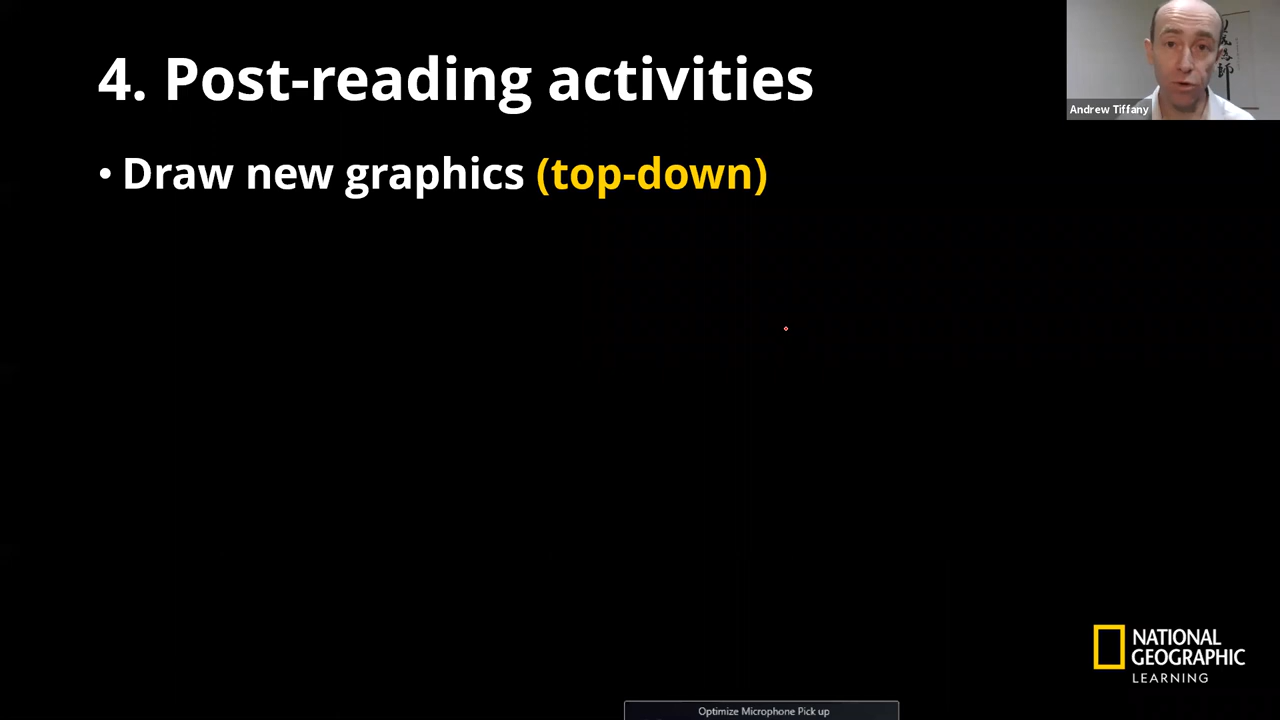 4. Post-reading activities
• Draw new graphics (top-down)
Andrew Tiffany
NATIONAL
GEOGRAPHIC
LEARNING
Optimize Microphone Pick up